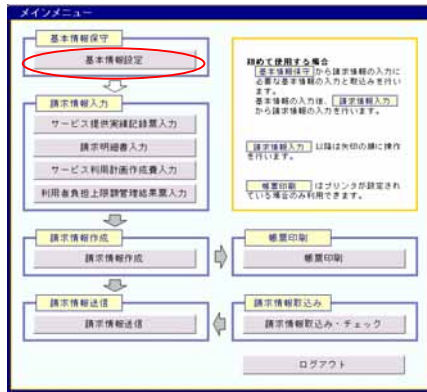 メインメニュー
基本情報保守
基本情報設定
請求情報入力
サービス提供実績記録票入力
請求明細書入力
サービス利用計画作成費入力
利用者負担上限額管理結果票入力
請求情報作成
請求情報作成
請求情報送信
請求情報送信
初めて使用する場合
基本情報保守 から請求情報の入力に
必要な基本情報の入力と取込みを行い
ます。
基本情報の入力後、 請求情報入力
から請求情報の入力を行います。
請求情報入力 以降は矢印の順に操作
を行います。
帳票印刷 はプリンタが設定され
ている場合のみ利用できます。
帳票印刷
帳票印刷
請求情報取込み
請求情報取込み・チェック
ログアウト